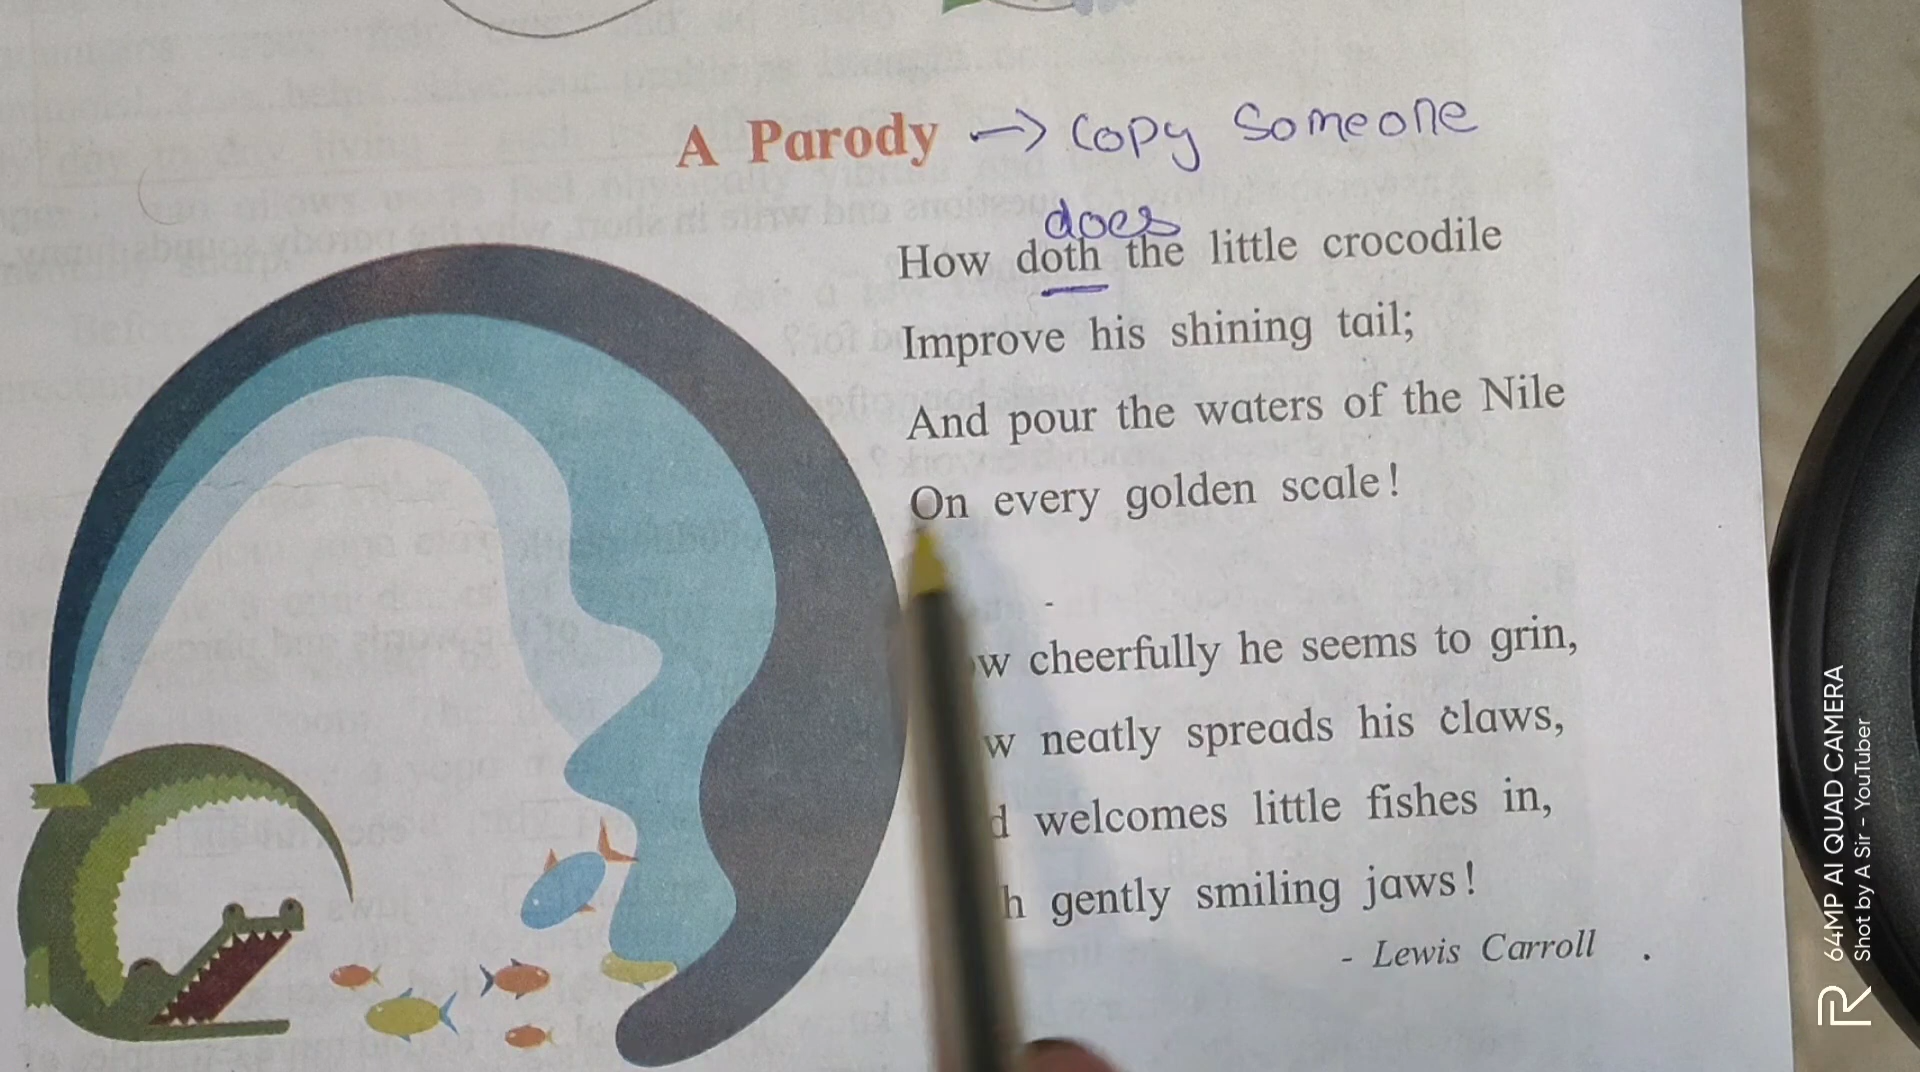 A Parody → Copy Someone
does
How doth the little crocodile
Improve his shining tail;
And pour the waters of the Nile
On every golden scale!
cheerfully he seems to grin,
neatly spreads his claws,
welcomes little fishes in,
gently smiling jaws!
- Lewis Carroll
64MP AI QUAD CAMERA
Shot by A Sir - YouTuber